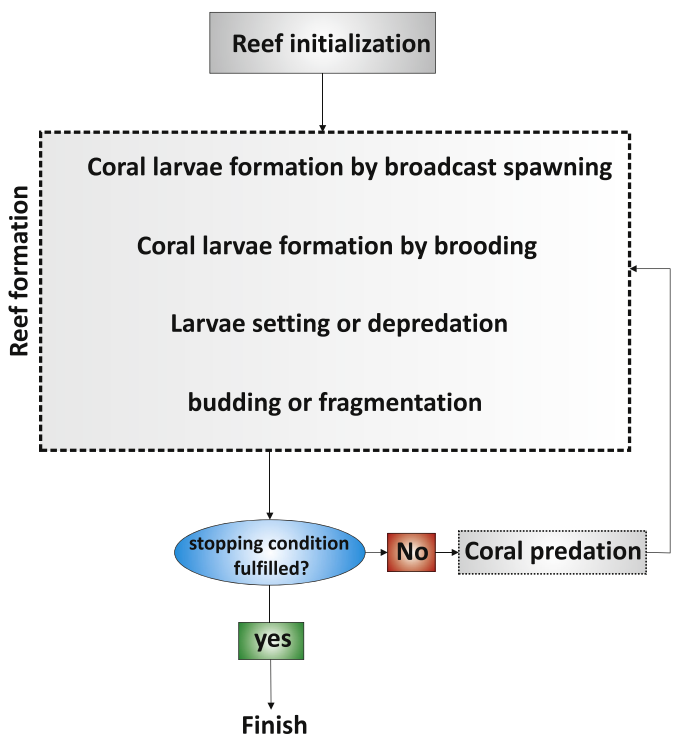 Reef initialization
Reef formation
Coral larvae formation by broadcast spawning
Coral larvae formation by brooding
Larvae setting or depredation
budding or fragmentation
stopping condition
fulfilled?
No
Coral predation
yes
Finish